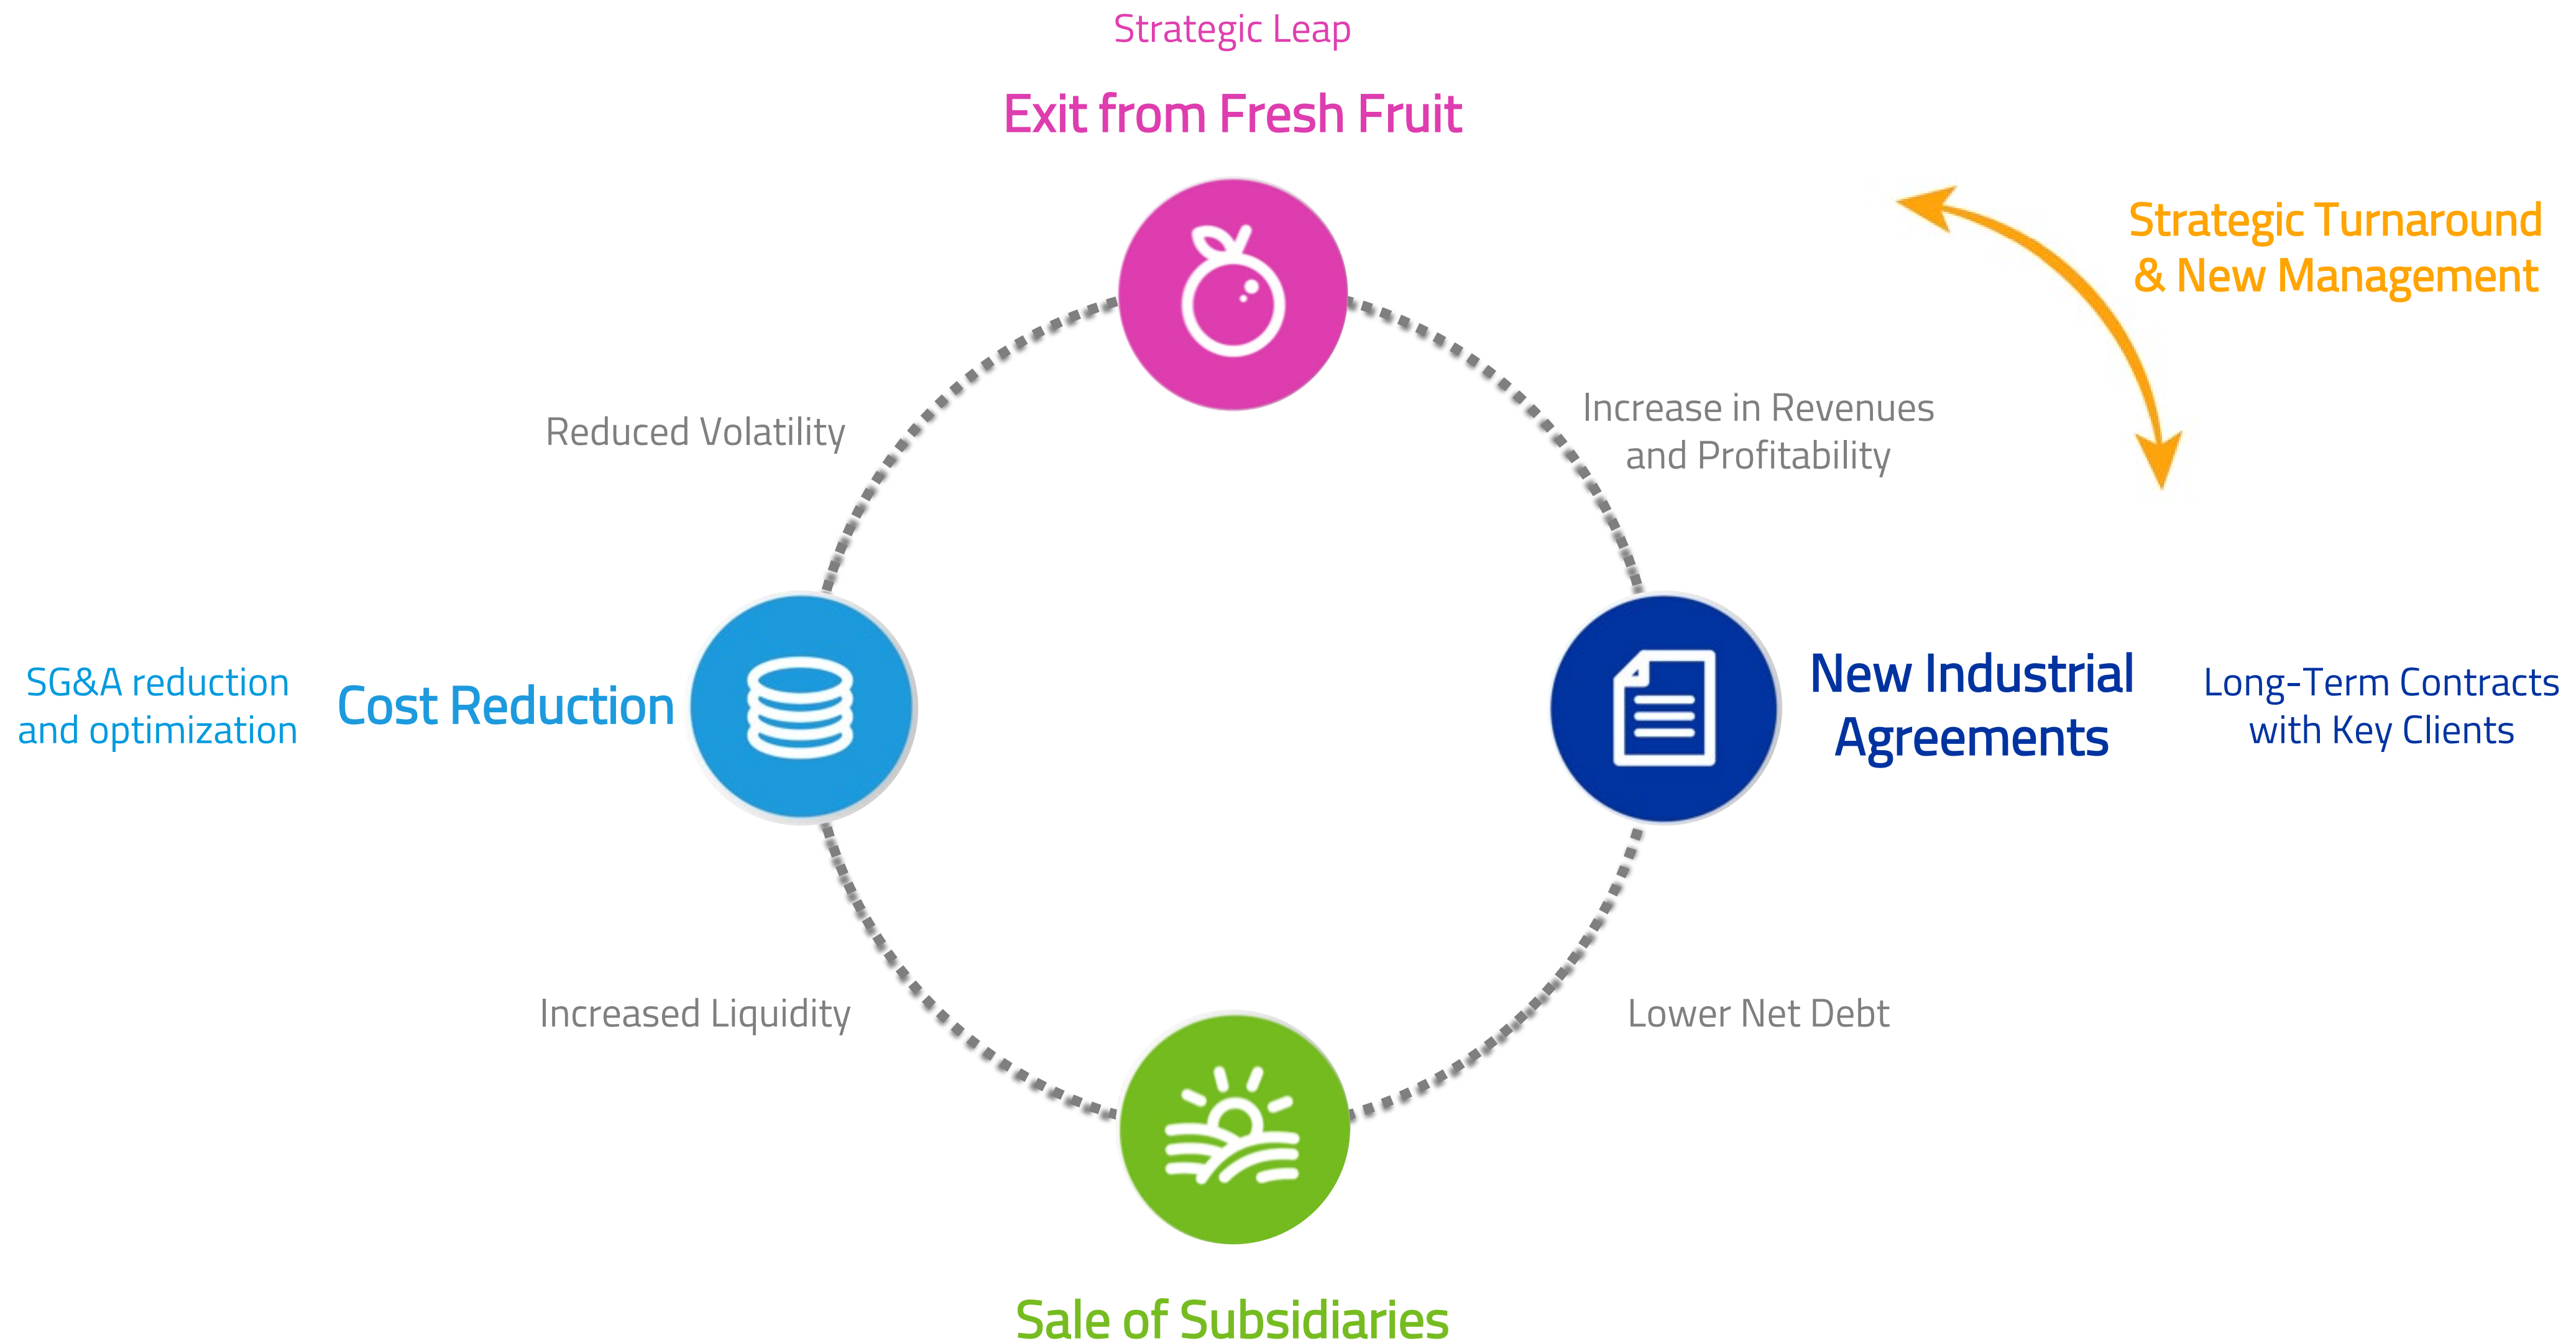 Strategic Leap
Exit from Fresh Fruit
Strategic Turnaround
& New Management
Reduced Volatility
Increase in Revenues
and Profitability
SG&A reduction
and optimization
Cost Reduction
New Industrial
Agreements
Long-Term Contracts
with Key Clients
Increased Liquidity
Lower Net Debt
Sale of Subsidiaries